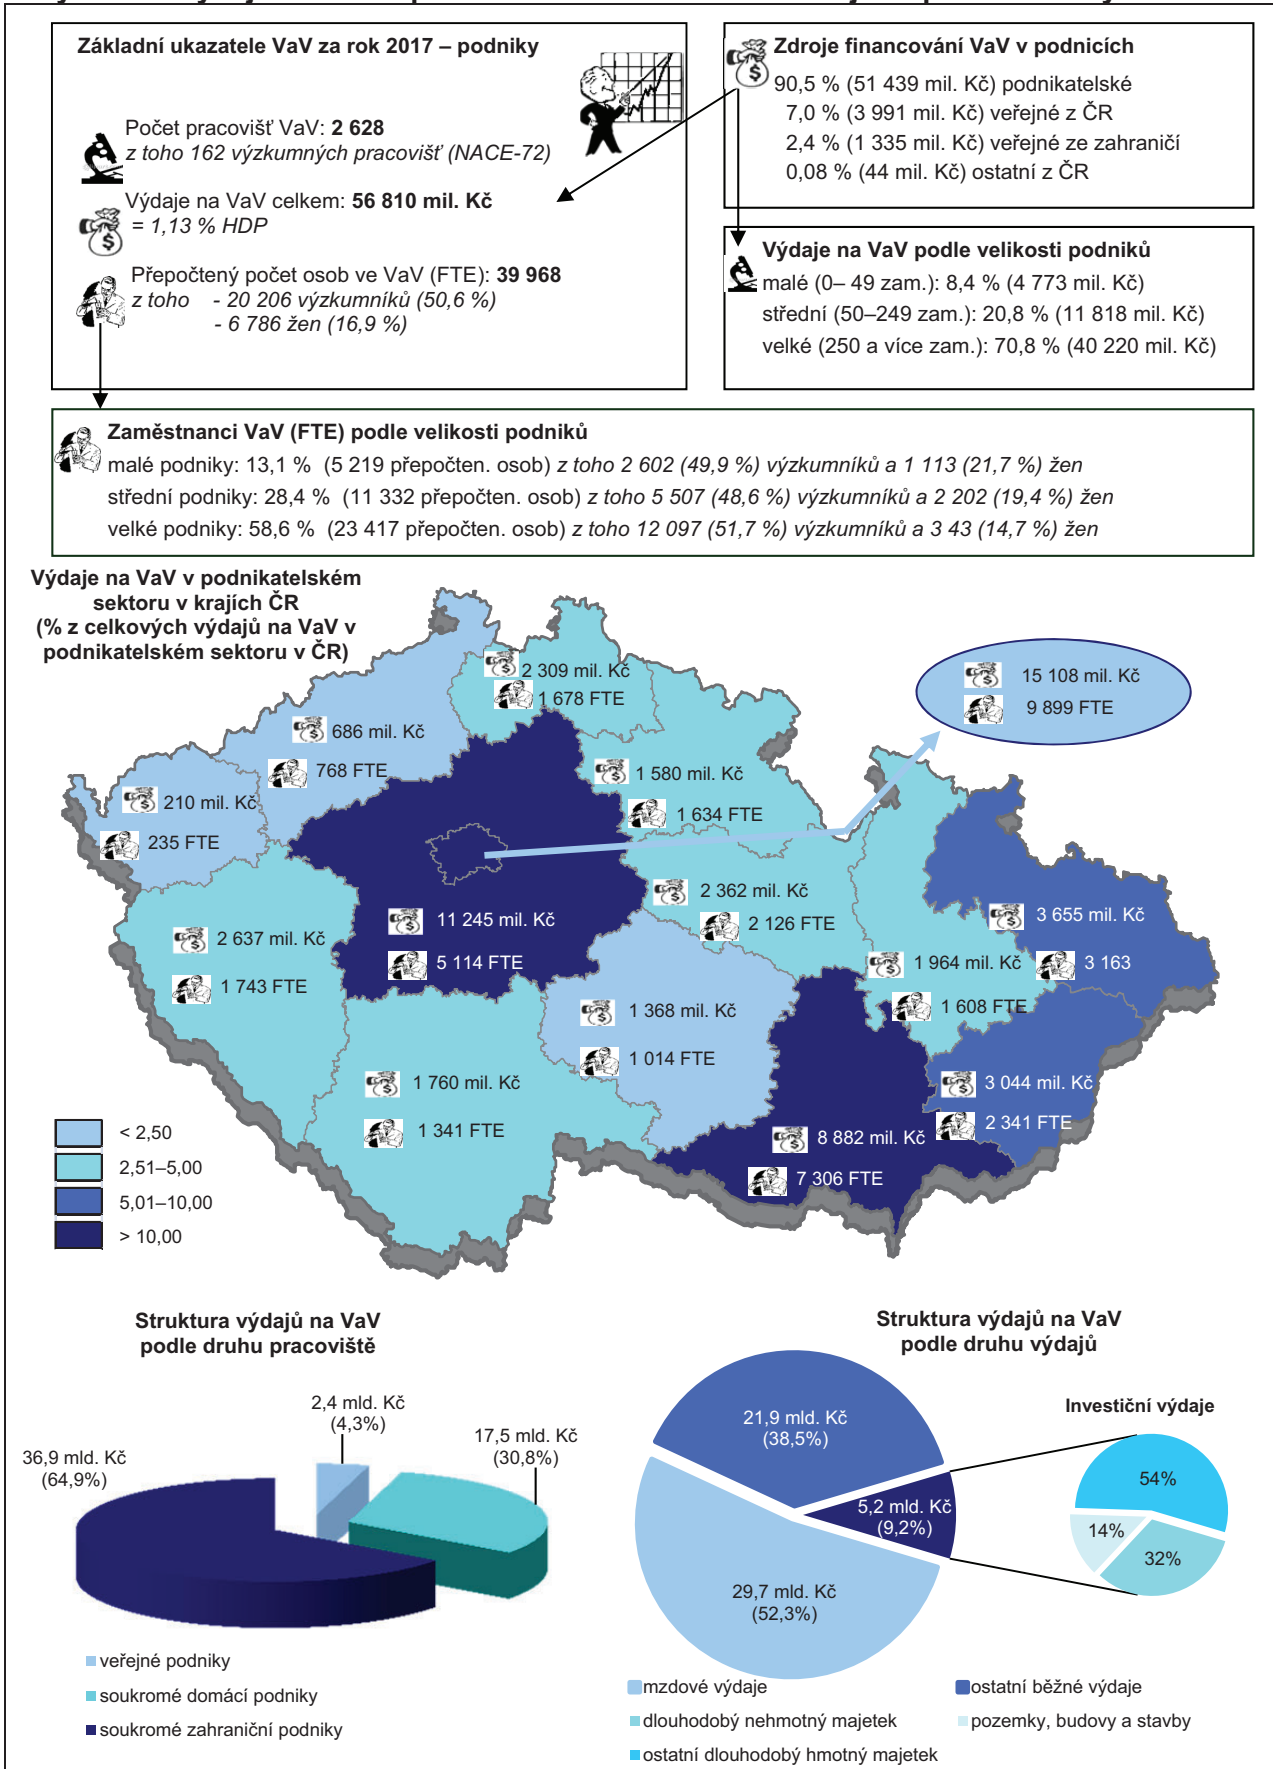 Základní ukazatele VaV za rok 2017 – podniky
Počet pracovišť VaV: 2 628
z toho 162 výzkumných pracovišť (NACE-72)
Výdaje na VaV celkem: 56 810 mil. Kč
= 1,13 % HDP
Přepočtený počet osob ve VaV (FTE): 39 968
z toho - 20 206 výzkumníků (50,6 %)
- 6 786 žen (16,9 %)
Zdroje financování VaV v podnicích
90,5 % (51 439 mil. Kč) podnikatelské
7,0 % (3 991 mil. Kč) veřejné z ČR
2,4 % (1 335 mil. Kč) veřejné ze zahraničí
0,08 % (44 mil. Kč) ostatní z ČR
Výdaje na VaV podle velikosti podniků
malé (0– 49 zam.): 8,4 % (4 773 mil. Kč)
střední (50–249 zam.): 20,8 % (11 818 mil. Kč)
velké (250 a více zam.): 70,8 % (40 220 mil. Kč)
Zaměstnanci VaV (FTE) podle velikosti podniků
malé podniky: 13,1 % (5 219 přepočten. osob) z toho 2 602 (49,9 %) výzkumníků a 1 113 (21,7 %) žen
střední podniky: 28,4 % (11 332 přepočten. osob) z toho 5 507 (48,6 %) výzkumníků a 2 202 (19,4 %) žen
velké podniky: 58,6 % (23 417 přepočten. osob) z toho 12 097 (51,7 %) výzkumníků a 3 43 (14,7 %) žen
Výdaje na VaV v podnikatelském
sektoru v krajích ČR
(% z celkových výdajů na VaV v
podnikatelském sektoru v ČR)
2 309 mil. Kč
1 678 FTE
15 108 mil. Kč
9 899 FTE
686 mil. Kč
768 FTE
1 580 mil. Kč
1 634 FTE
210 mil. Kč
235 FTE
2 362 mil. Kč
2 126 FTE
11 245 mil. Kč
5 114 FTE
3 655 mil. Kč
3 163
2 637 mil. Kč
1 743 FTE
1 964 mil. Kč
1 608 FTE
1 368 mil. Kč
1 014 FTE
1 760 mil. Kč
1 341 FTE
3 044 mil. Kč
2 341 FTE
8 882 mil. Kč
7 306 FTE
< 2,50
2,51–5,00
5,01–10,00
> 10,00
Struktura výdajů na VaV
podle druhu pracoviště
2,4 mld. Kč
(4,3%)
17,5 mld. Kč
(30,8%)
36,9 mld. Kč
(64,9%)
veřejné podniky
soukromé domácí podniky
soukromé zahraniční podniky
Struktura výdajů na VaV
podle druhu výdajů
21,9 mld. Kč
(38,5%)
5,2 mld. Kč
(9,2%)
29,7 mld. Kč
(52,3%)
Investiční výdaje
54%
14%
32%
mzdové výdaje
ostatní běžné výdaje
dlouhodobý nehmotný majetek
pozemky, budovy a stavby
ostatní dlouhodobý hmotný majetek